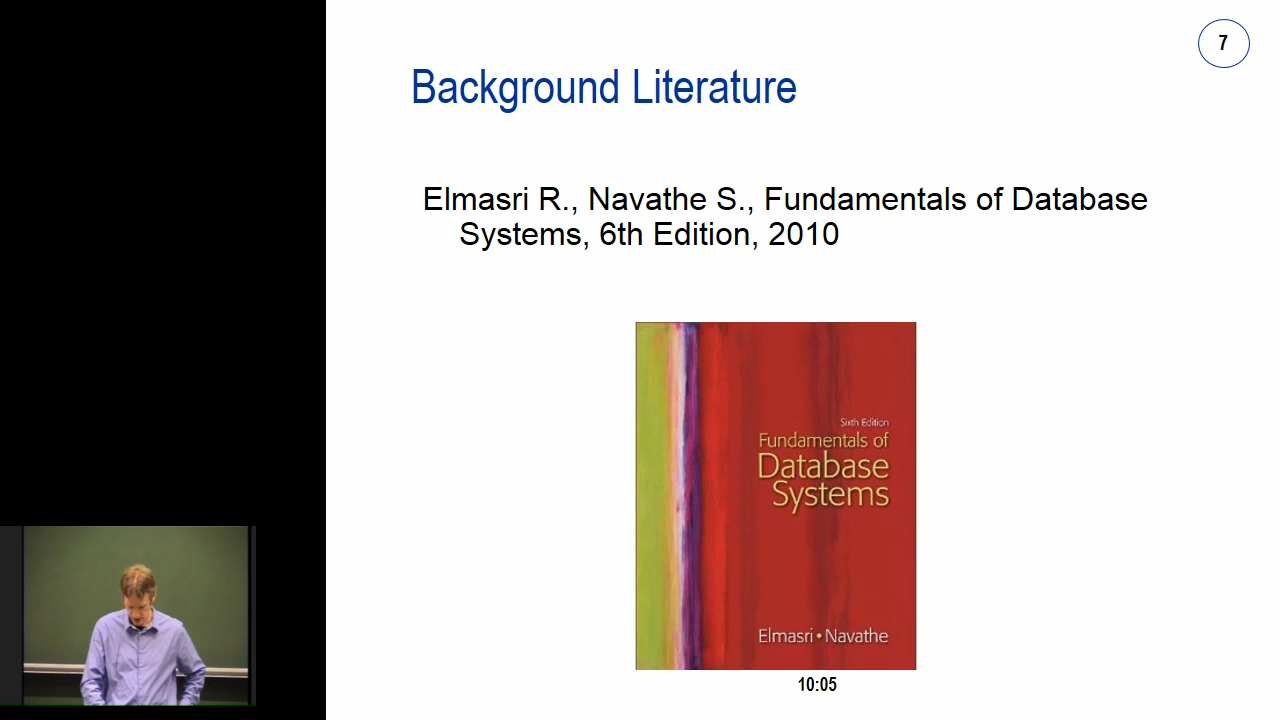 7
Background Literature
Elmasri R., Navathe S., Fundamentals of Database
Systems, 6th Edition, 2010
Sixth Edition
Fundamentals of
Database
Systems
Elmasri • Navathe
10:05